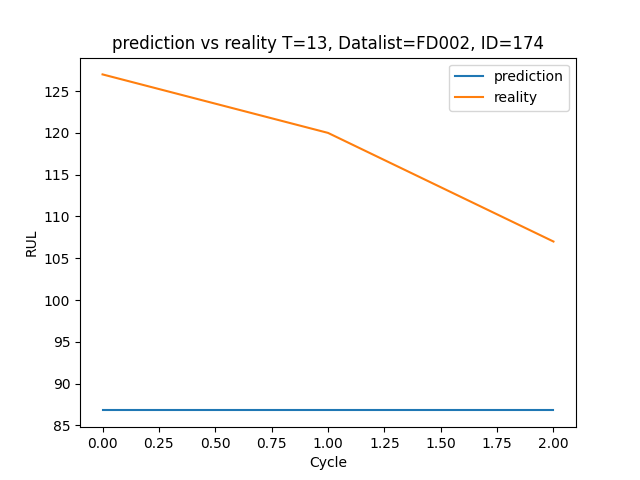 prediction vs reality T=13, Datalist=FD002, ID=174
prediction
reality
125
120
115
110
105
100
95
90
85
RUL
0.00 0.25 0.50 0.75 1.00 1.25 1.50 1.75 2.00
Cycle